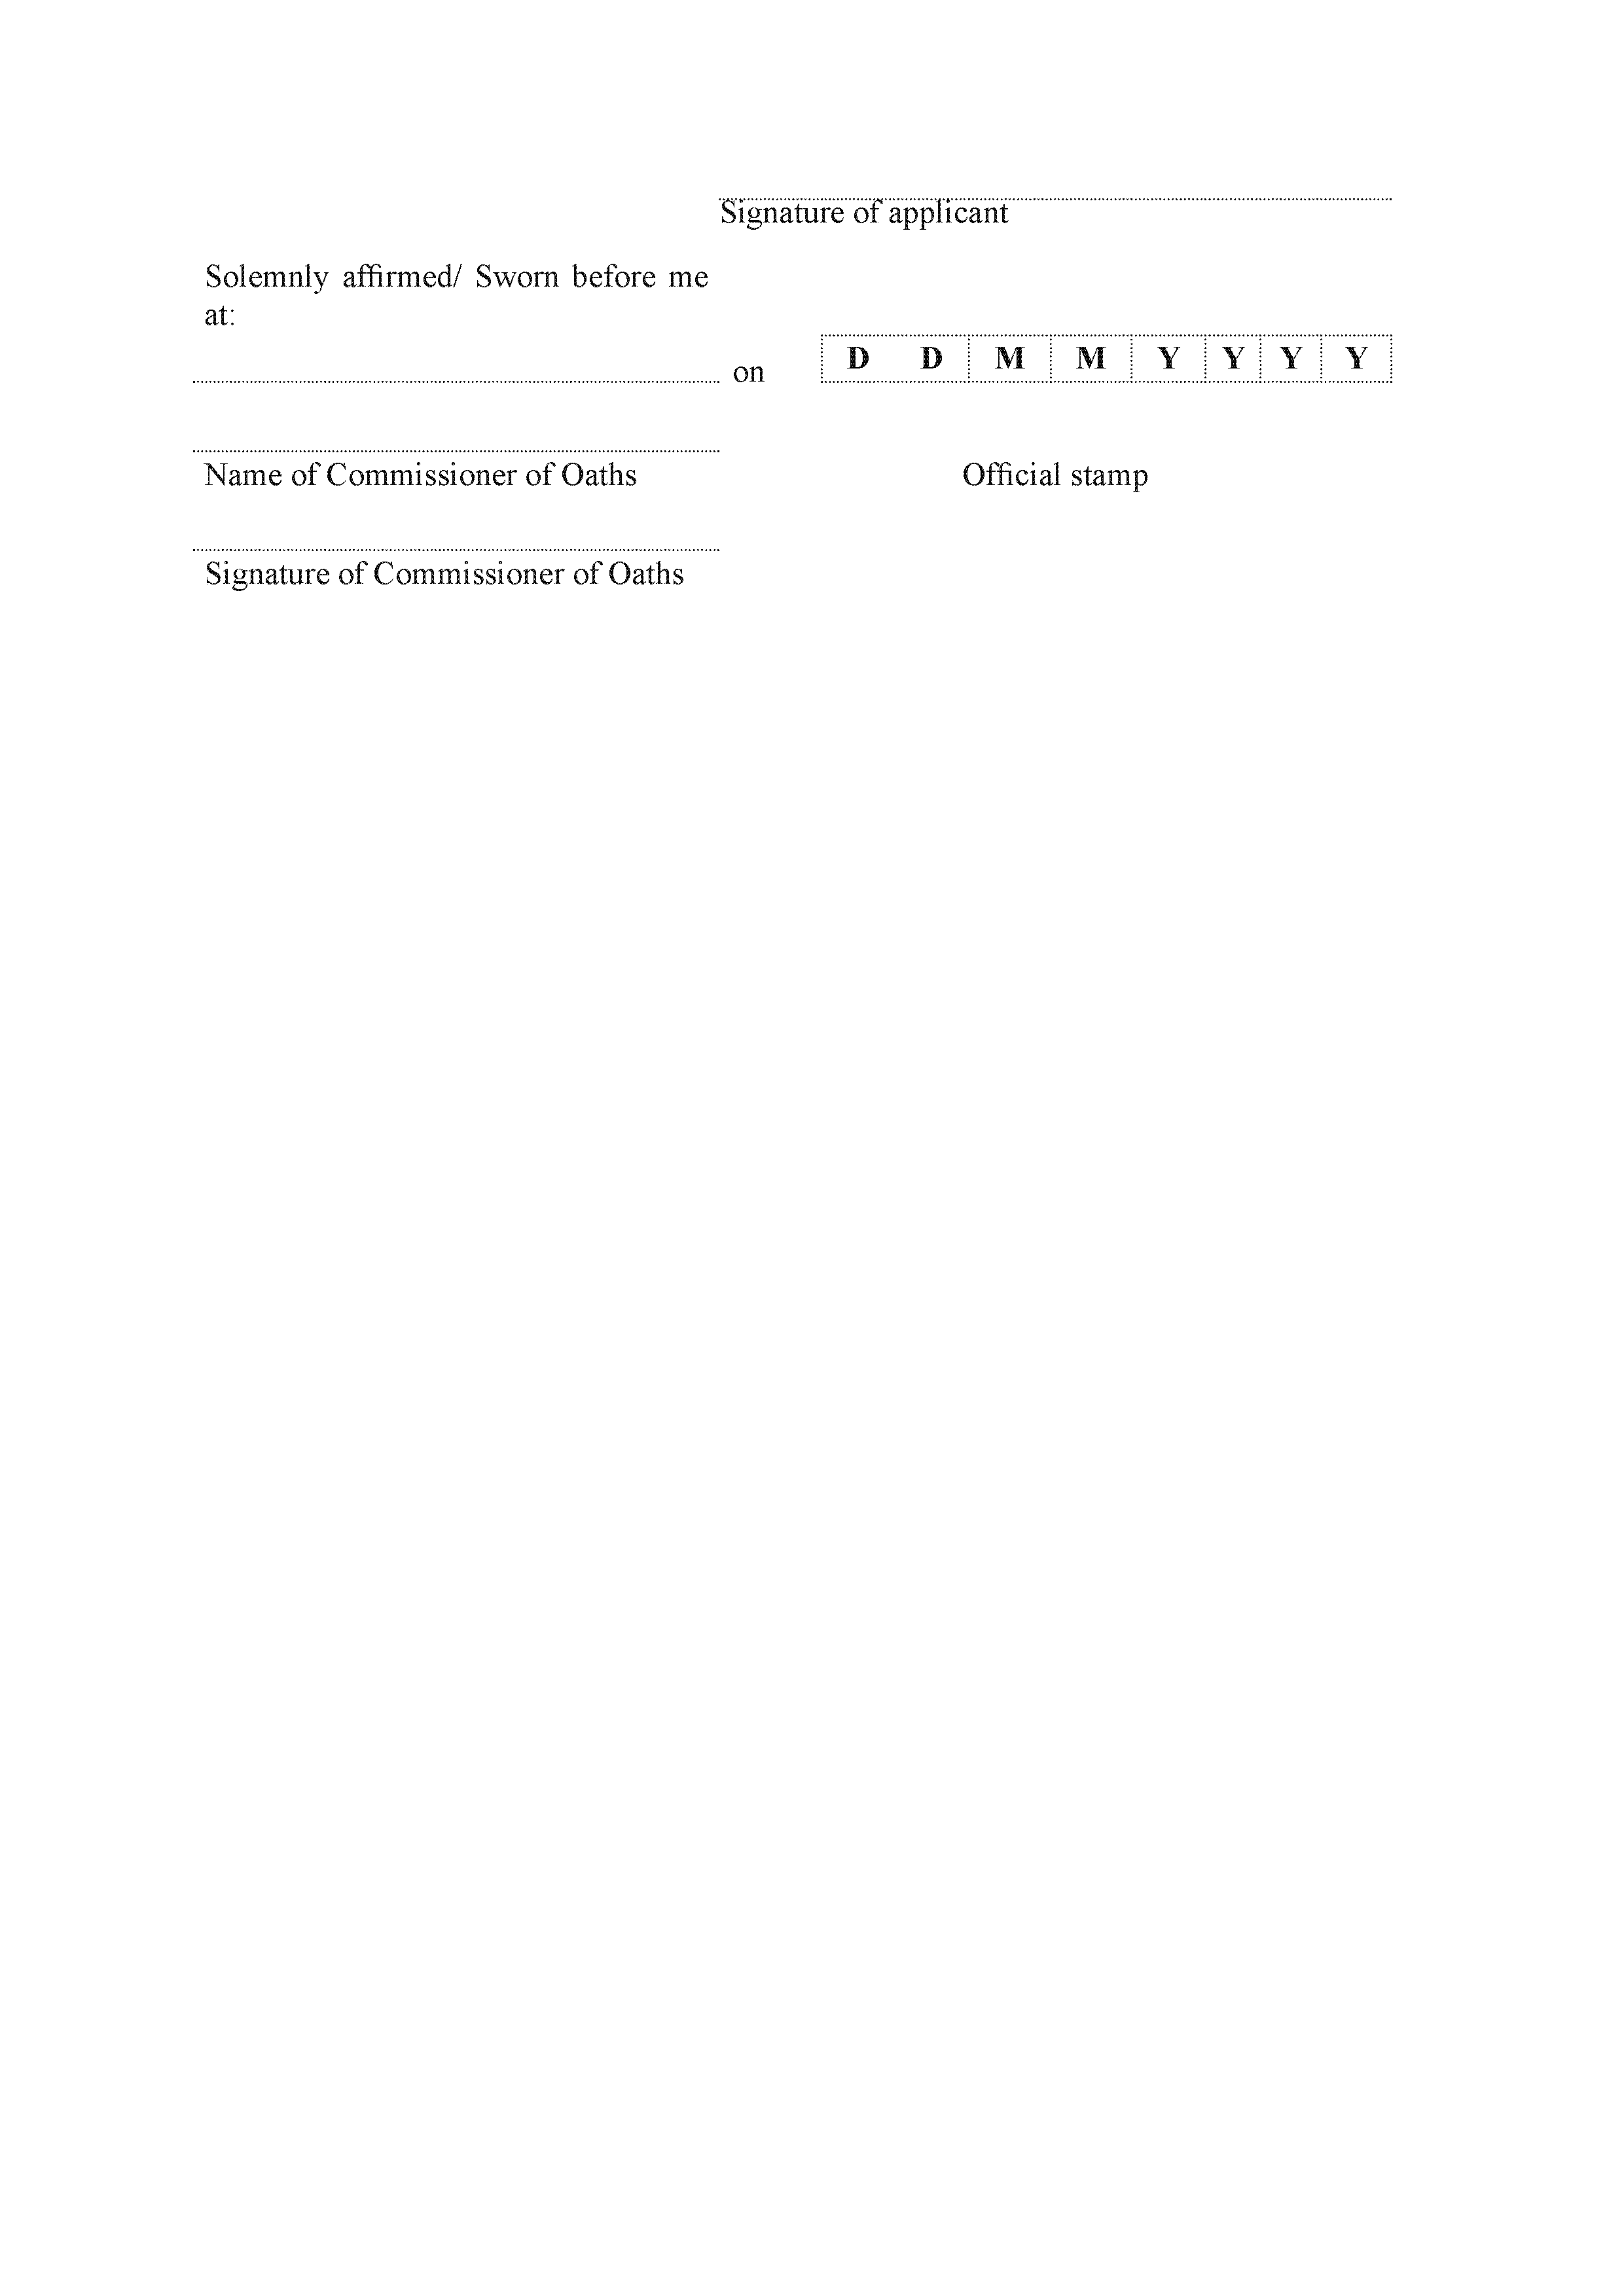 Signature of applicant
Solemnly affirmed/ Sworn before me
at:
on D D M M Y Y Y Y
Name of Commissioner of Oaths Official stamp
Signature of Commissioner of Oaths